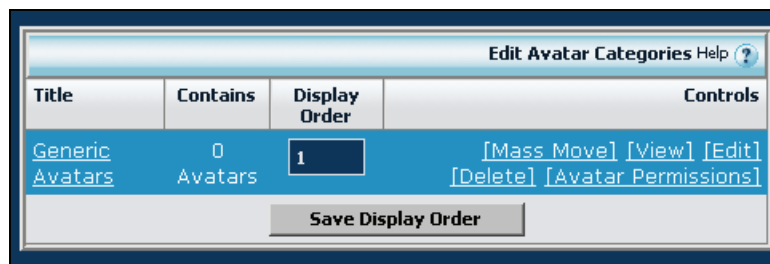 Edit Avatar Categories Help ?
Title Contains Display Order Controls
Generic Avatars 0 Avatars 1 [Mass Move] [View] [Edit]
[Delete] [Avatar Permissions]
Save Display Order